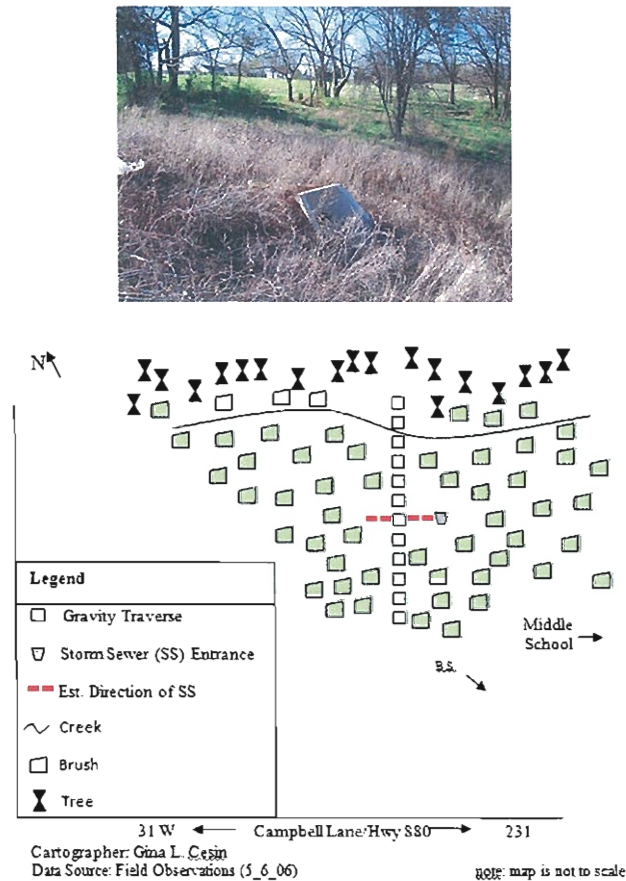 N
Legend
Gravity Traverse
Storm Sewer (SS) Entrance
Est. Direction of SS
Creek
Brush
Tree
Middle
School
B.S.
31 W
Campbell Lane/Hwy 880
231
Cartographer: Gina L. Cesin
Data Source: Field Observations (5_6_06)
note: map is not to scale